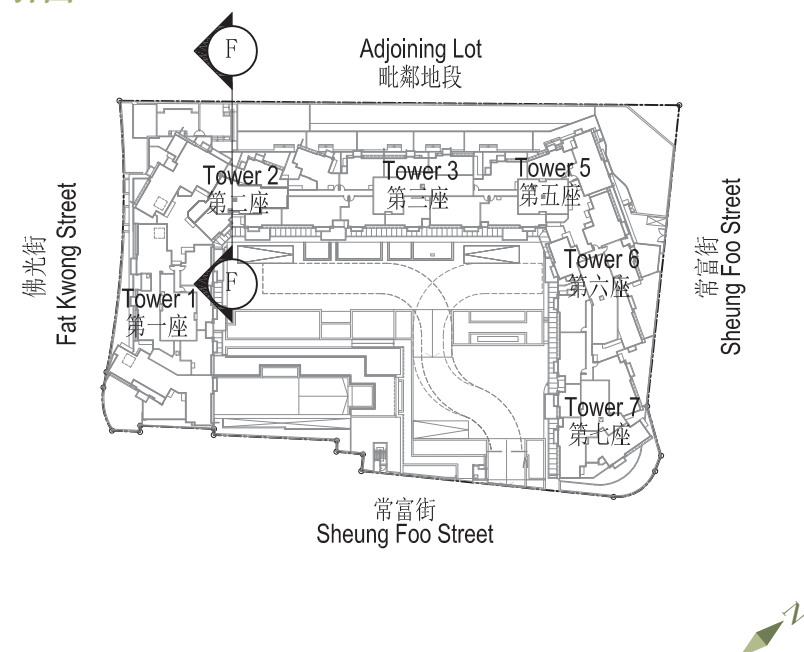 F
Adjoining Lot
毗鄰地段
Tower 2
第二座
Tower 3
第三座
Tower 5
第五座
佛光街
Fat Kwong Street
常富街
Sheung Foo Street
Tower 6
第六座
F
Tower 1
第一座
Tower 7
第七座
常富街
Sheung Foo Street
N